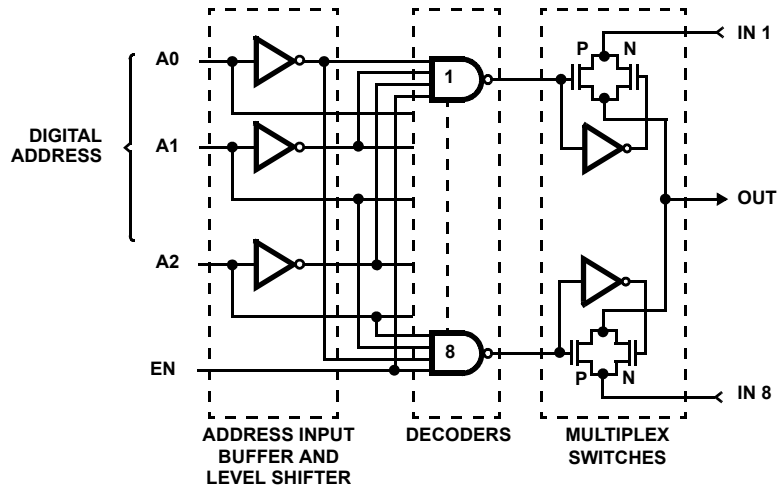 A0
A1
A2
EN
DIGITAL
ADDRESS
1
8
P
N
P
N
IN 1
OUT
IN 8
ADDRESS INPUT
BUFFER AND
LEVEL SHIFTER
DECODERS
MULTIPLEX
SWITCHES